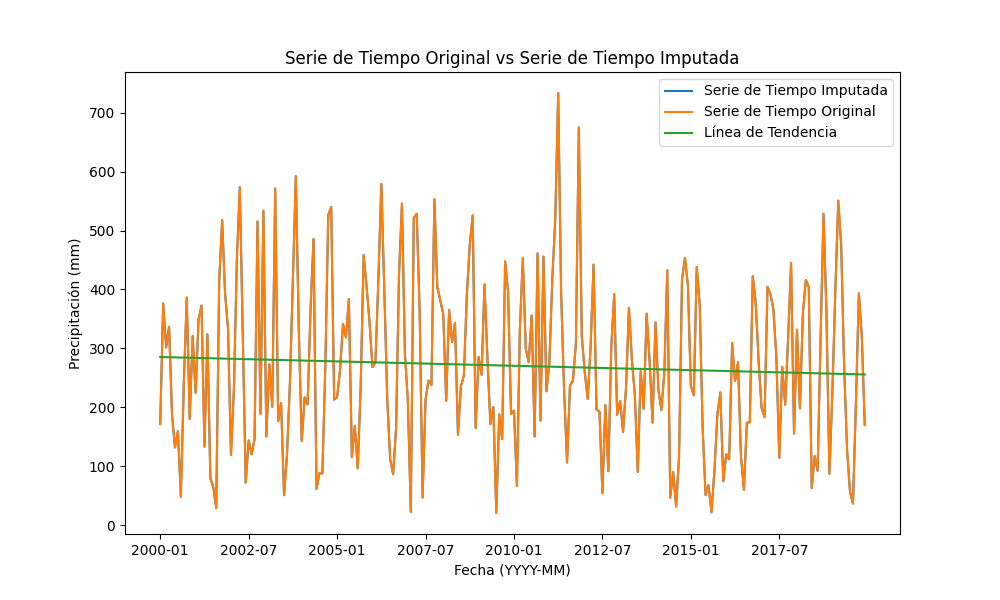 Serie de Tiempo Original vs Serie de Tiempo Imputada
Serie de Tiempo Imputada
Serie de Tiempo Original
Línea de Tendencia
Precipitación (mm)
700
600
500
400
300
200
100
0
2000-01 2002-07 2005-01 2007-07 2010-01 2012-07 2015-01 2017-07
Fecha (YYYY-MM)